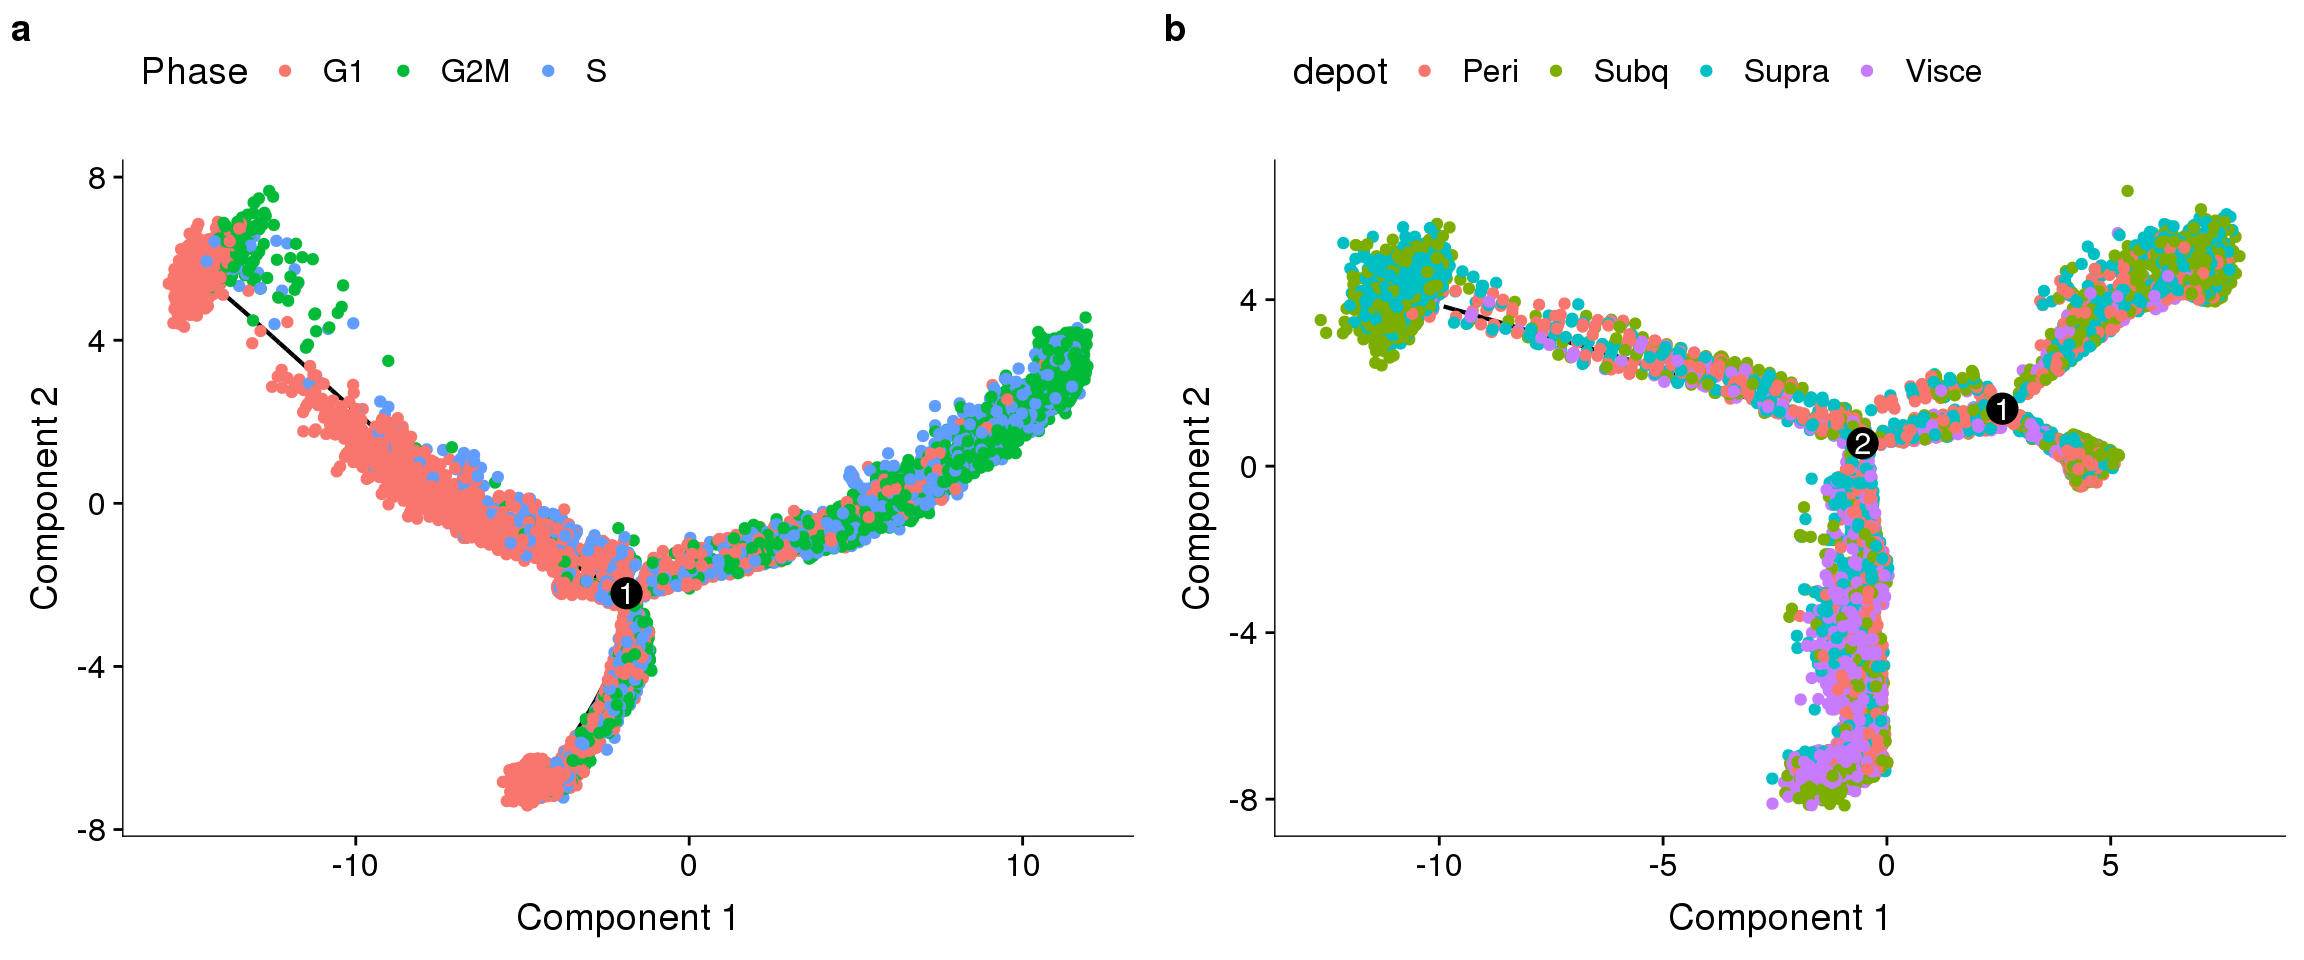 a
Phase G1 G2M S
8
4
0
-4
-8
-10 0 10
Component 1
Component 2
1
b
depot Peri Subq Supra Visce
4
0
-4
-8
-10 -5 0 5
Component 1
Component 2
1
2